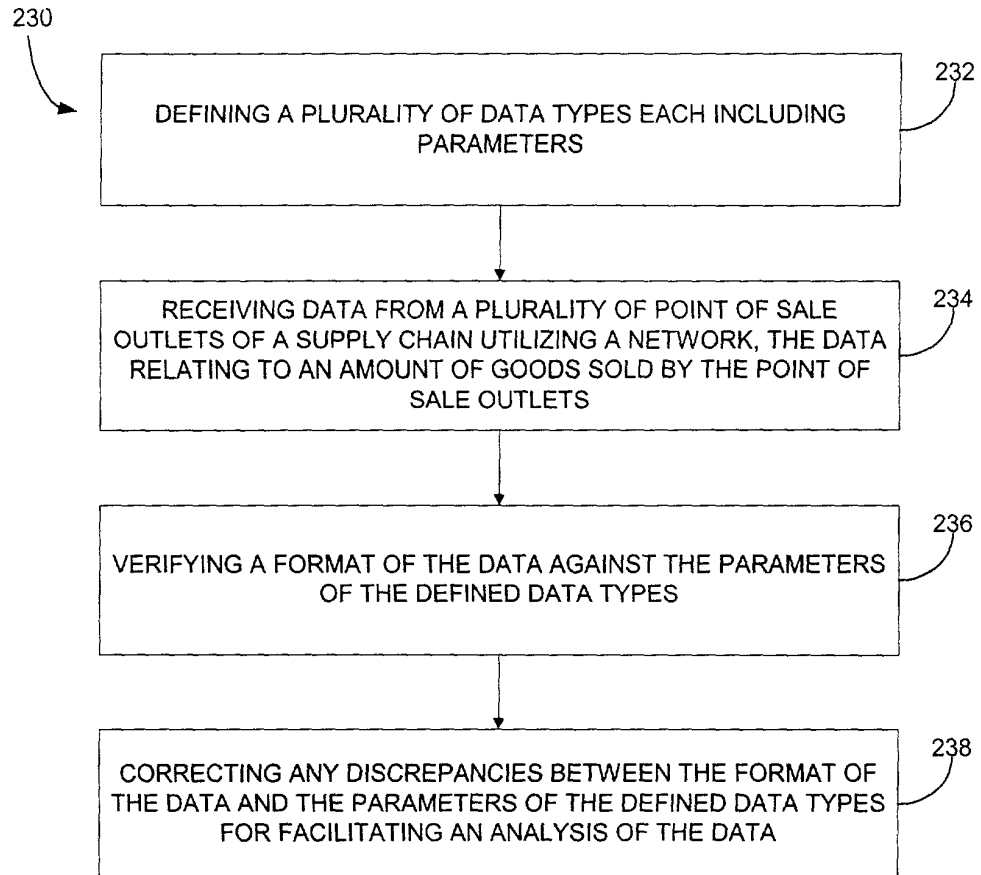 230
232
DEFINING A PLURALITY OF DATA TYPES EACH INCLUDING
PARAMETERS
234
RECEIVING DATA FROM A PLURALITY OF POINT OF SALE
OUTLETS OF A SUPPLY CHAIN UTILIZING A NETWORK, THE DATA
RELATING TO AN AMOUNT OF GOODS SOLD BY THE POINT OF
SALE OUTLETS
236
VERIFYING A FORMAT OF THE DATA AGAINST THE PARAMETERS
OF THE DEFINED DATA TYPES
238
CORRECTING ANY DISCREPANCIES BETWEEN THE FORMAT OF
THE DATA AND THE PARAMETERS OF THE DEFINED DATA TYPES
FOR FACILITATING AN ANALYSIS OF THE DATA